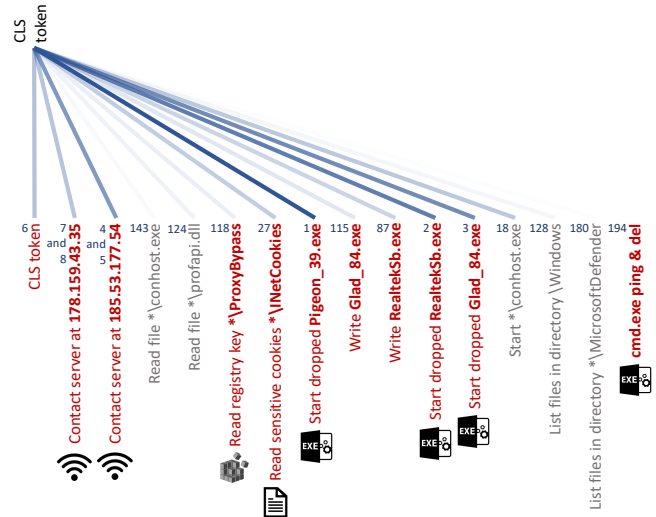 CLS
token
6
CLS token
7
and
8
Contact server at 178.159.43.35
4
and
5
Contact server at 185.53.177.54
143
Read file *\conhost.exe
124
Read file *\profapi.dll
118
Read registry key *\ProxyBypass
27
Read sensitive cookies *\INetCookies
1
Start dropped Pigeon_39.exe
115
Write Glad_84.exe
87
Write RealtekSb.exe
2
Start dropped RealtekSb.exe
3
Start dropped Glad_84.exe
18
Start *\conhost.exe
128
List files in directory \Windows
180
List files in directory *\MicrosoftDefender
194
cmd.exe ping & del
EXE
EXE
EXE
EXE